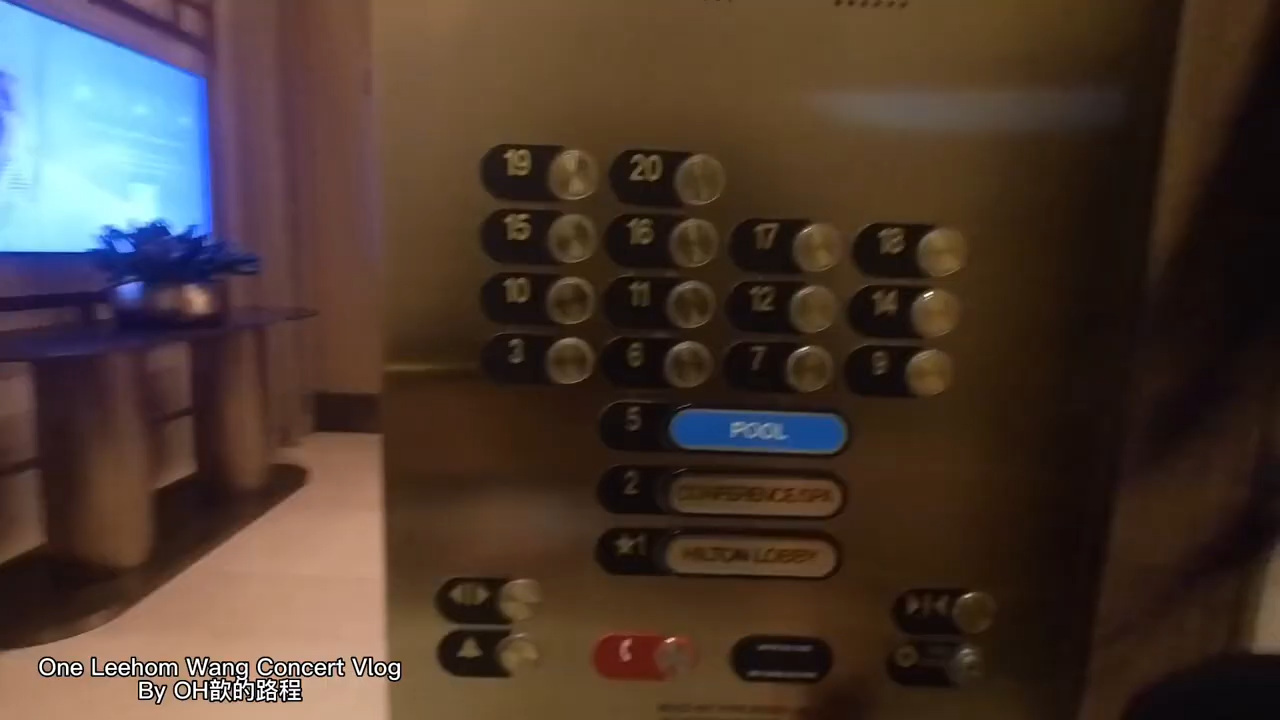 19 20
15 16 17 18
10 11 12 14
3 6 7 9
5 POOL
2 CONFERENCE/SPA
★1 HILTON LOBBY
One Leehom Wang Concert Vlog
By OH歆的路程